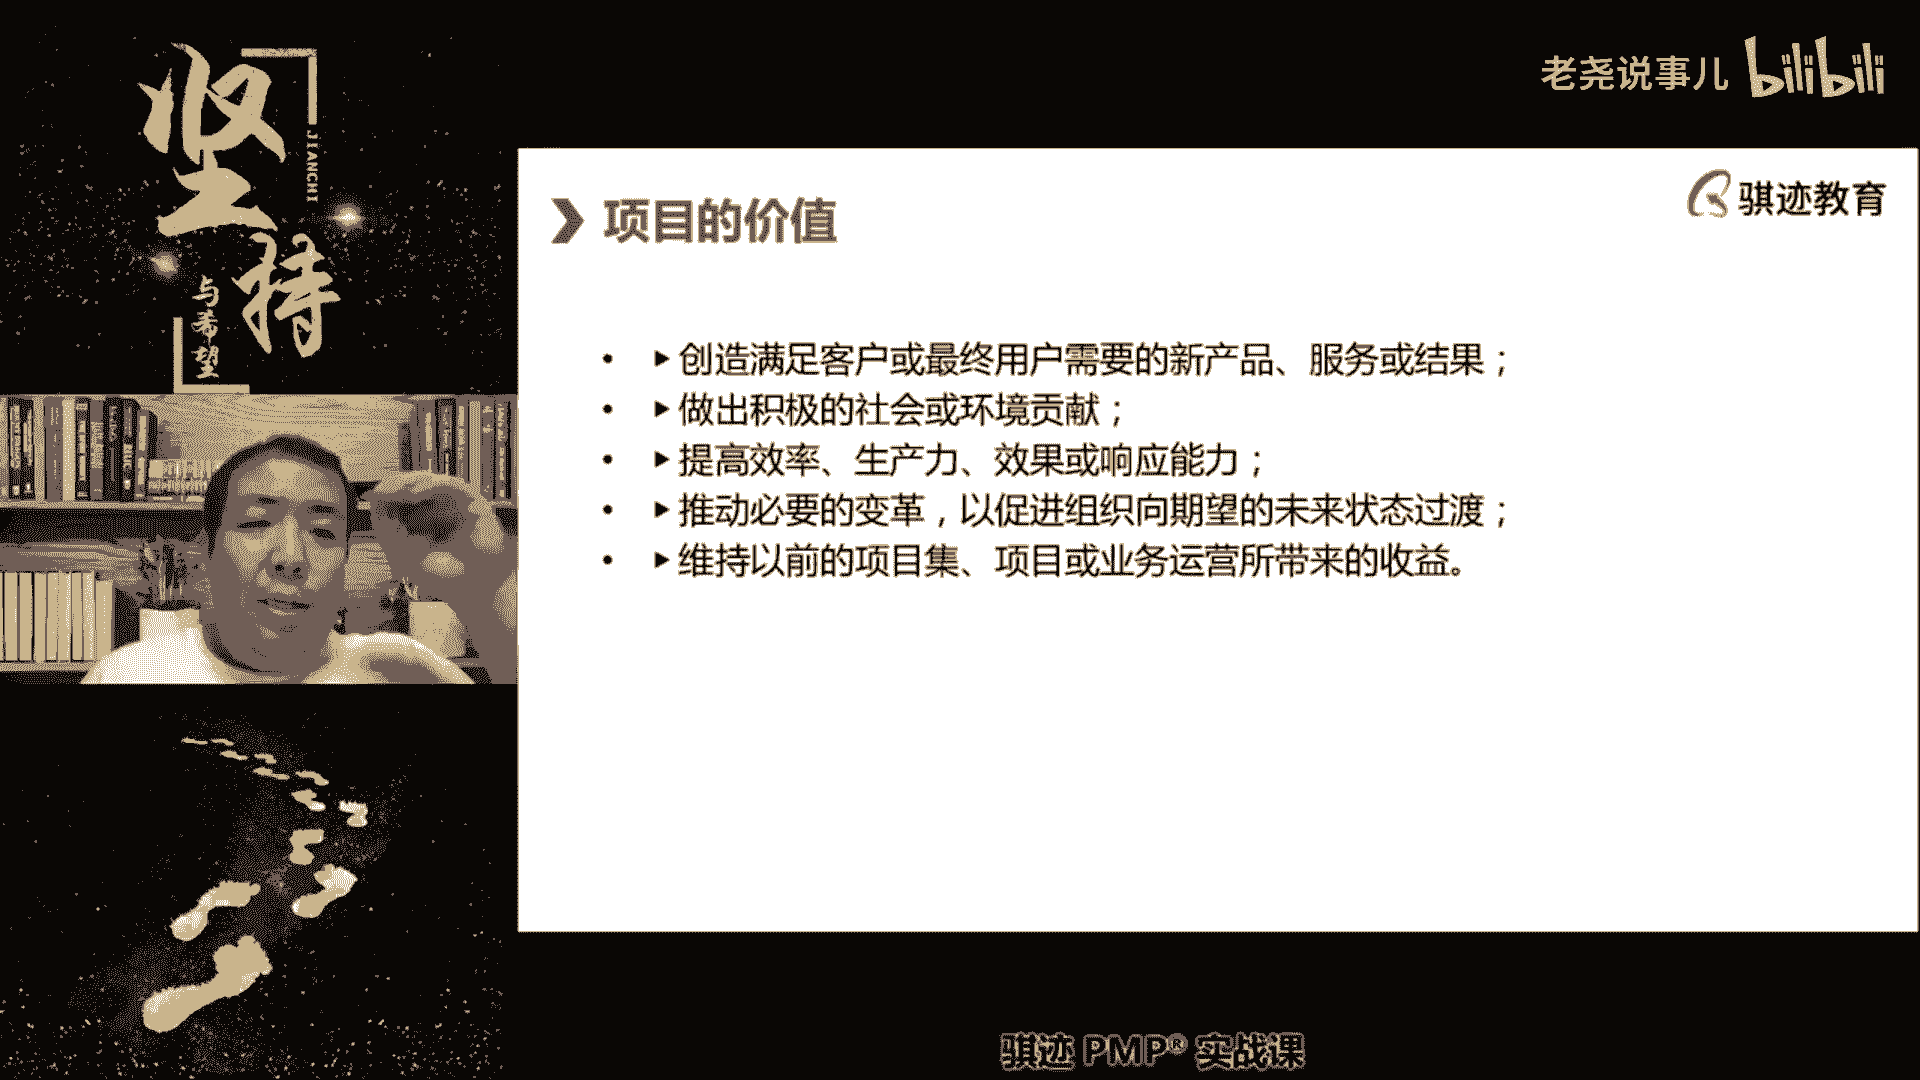 坚持
JIANCHI
与希望
老尧说事儿 bilibili
骐迹教育
项目的价值
• ▶创造满足客户或最终用户需要的新产品、服务或结果；
• ▶做出积极的社会或环境贡献；
• ▶提高效率、生产力、效果或响应能力；
• ▶推动必要的变革，以促进组织向期望的未来状态过渡；
• ▶维持以前的项目集、项目或业务运营所带来的收益。
骐迹 PMP® 实战课